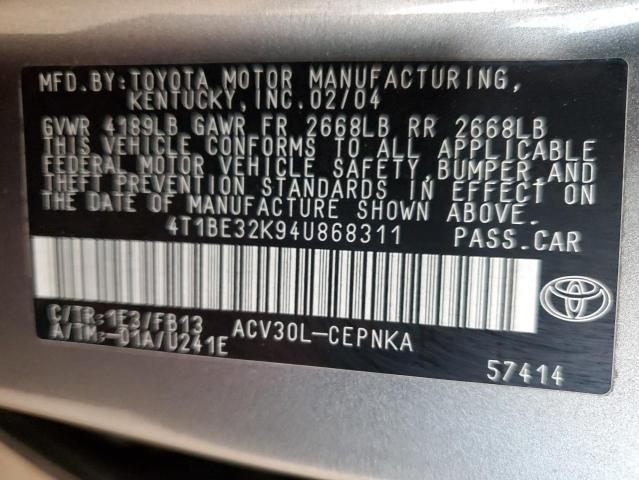 MFD.BY:TOYOTA MOTOR MANUFACTURING,
KENTUCKY,INC.02/04
GVWR 4189LB GAWR FR 2668LB RR 2668LB
THIS VEHICLE CONFORMS TO ALL APPLICABLE
FEDERAL MOTOR VEHICLE SAFETY,BUMPER,AND
THEFT PREVENTION STANDARDS IN EFFECT ON
THE DATE OF MANUFACTURE SHOWN ABOVE.
4T1BE32K94U868311 PASS.CAR
C/TR:1F3/FB13 ACV30L-CEPNKA
A/TM:-01A/U241E
57414